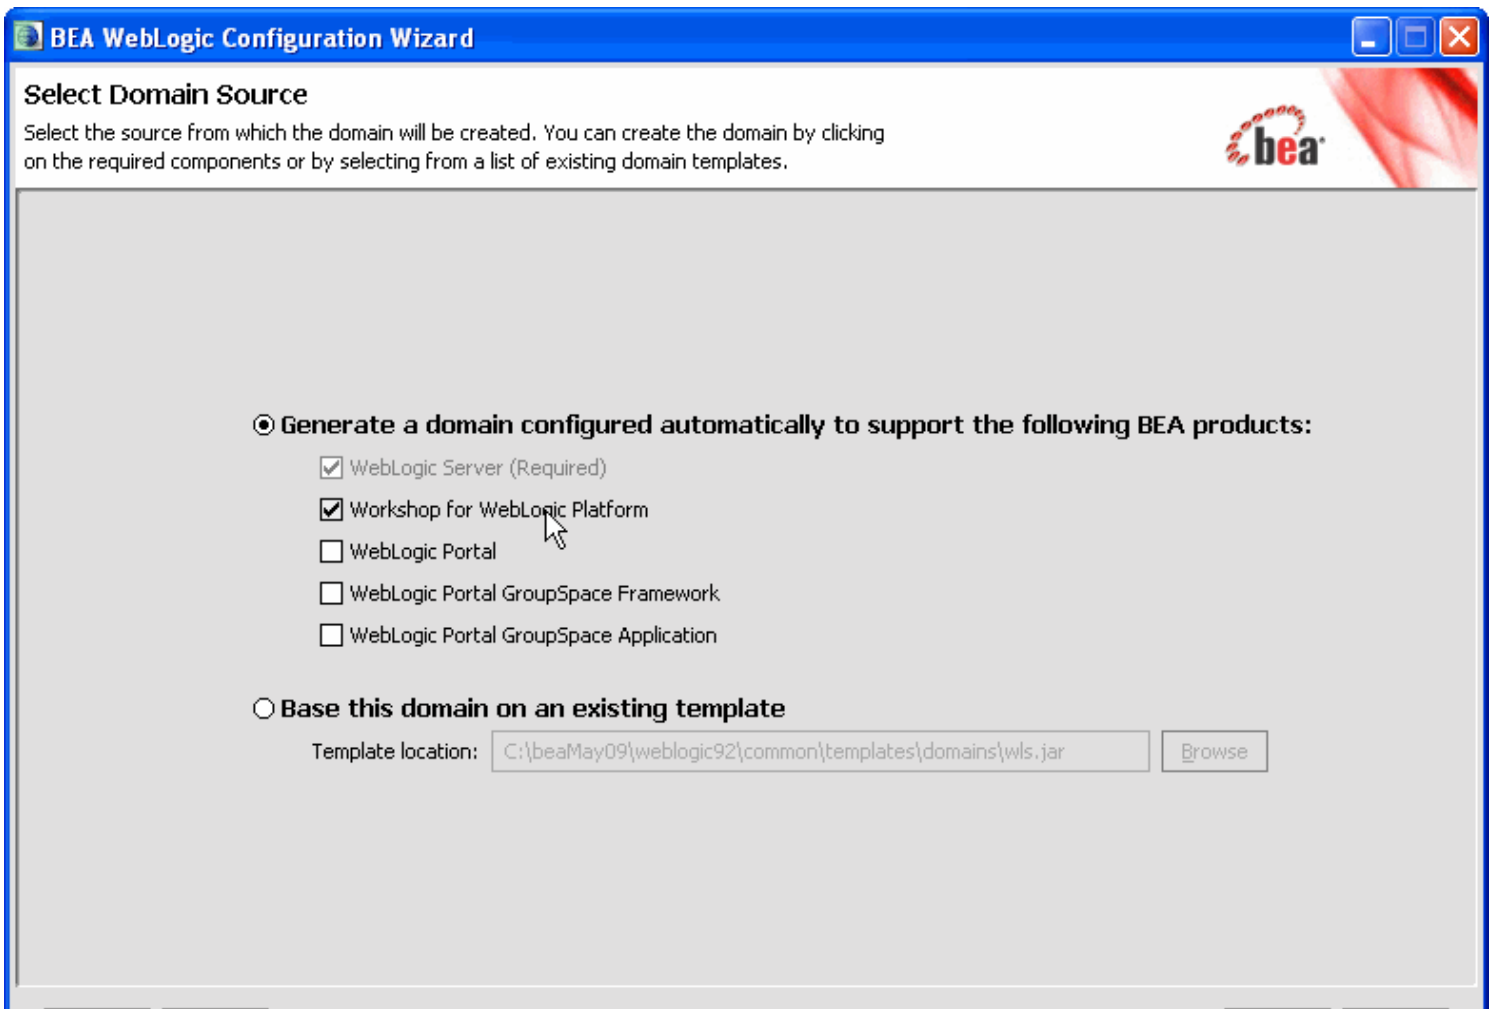 BEA WebLogic Configuration Wizard
Select Domain Source
Select the source from which the domain will be created. You can create the domain by clicking
on the required components or by selecting from a list of existing domain templates.
bea
Generate a domain configured automatically to support the following BEA products:
WebLogic Server (Required)
Workshop for WebLogic Platform
WebLogic Portal
WebLogic Portal GroupSpace Framework
WebLogic Portal GroupSpace Application
Base this domain on an existing template
Template location: C:\beaMay09\weblogic92\common\templates\domains\wls.jar Browse